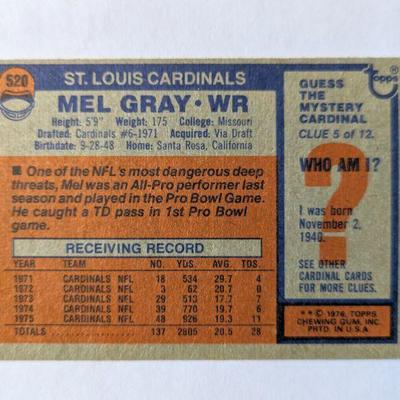 520
ST. LOUIS CARDINALS
MEL GRAY • WR
Height: 5'9" Weight: 175 College: Missouri
Drafted: Cardinals #6-1971 Acquired: Via Draft
Birthdate: 9-28-48 Home: Santa Rosa, California
■ One of the NFL's most dangerous deep
threats, Mel was an All-Pro performer last
season and played in the Pro Bowl Game.
He caught a TD pass in 1st Pro Bowl
game.
RECEIVING RECORD
YEAR TEAM NO. YDS. AVG. TDS.
1971 CARDINALS NFL 18 534 29.7 4
1972 CARDINALS NFL 3 62 20.7 0
1973 CARDINALS NFL 29 513 17.7 7
1974 CARDINALS NFL 39 770 19.7 6
1975 CARDINALS NFL 48 926 19.3 11
TOTALS 137 2805 20.5 28
topps
GUESS
THE
MYSTERY
CARDINAL
CLUE 5 of 12.
WHO AM I?
?
I was born
November 2,
1940.
SEE OTHER
CARDINAL CARDS
FOR MORE CLUES.
** © 1976, TOPPS
CHEWING GUM, INC.
PRTD. IN U.S.A